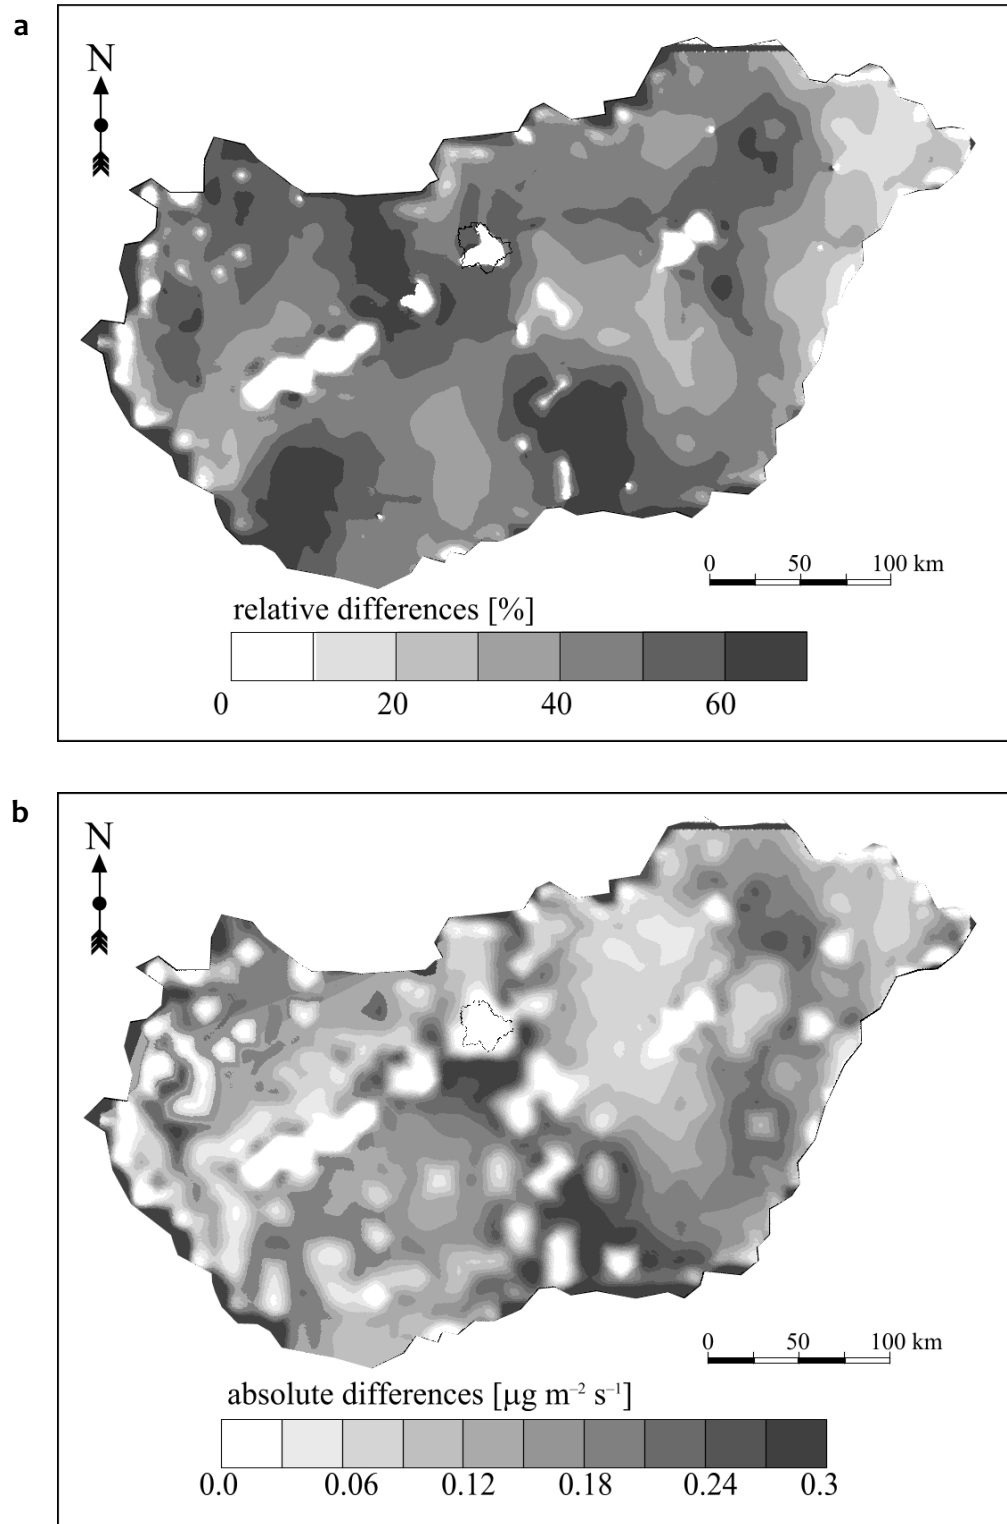 a
N
0 50 100 km
relative differences [%]
0 20 40 60
b
N
0 50 100 km
absolute differences [µg m⁻² s⁻¹]
0.0 0.06 0.12 0.18 0.24 0.3